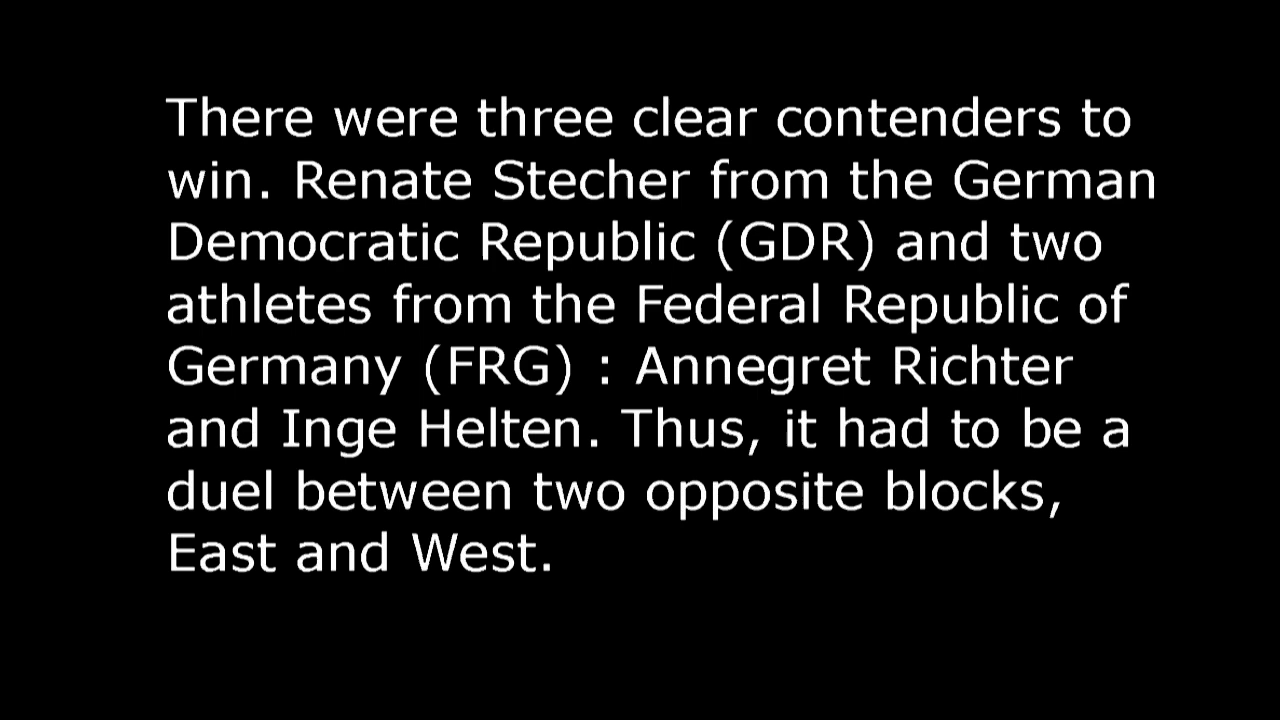 There were three clear contenders to
win. Renate Stecher from the German
Democratic Republic (GDR) and two
athletes from the Federal Republic of
Germany (FRG) : Annegret Richter
and Inge Helten. Thus, it had to be a
duel between two opposite blocks,
East and West.